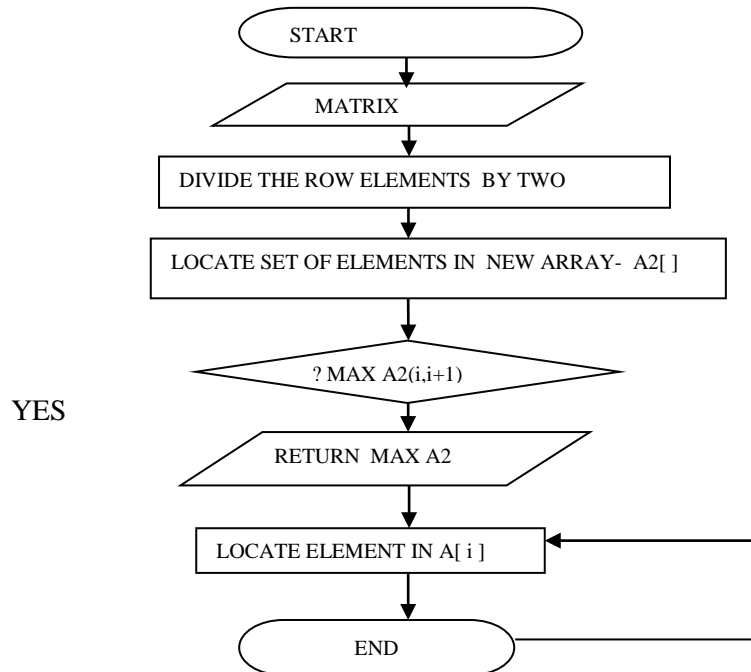 START
MATRIX
DIVIDE THE ROW ELEMENTS BY TWO
LOCATE SET OF ELEMENTS IN NEW ARRAY- A2[ ]
? MAX A2(i,i+1)
YES
RETURN MAX A2
LOCATE ELEMENT IN A[ i ]
END